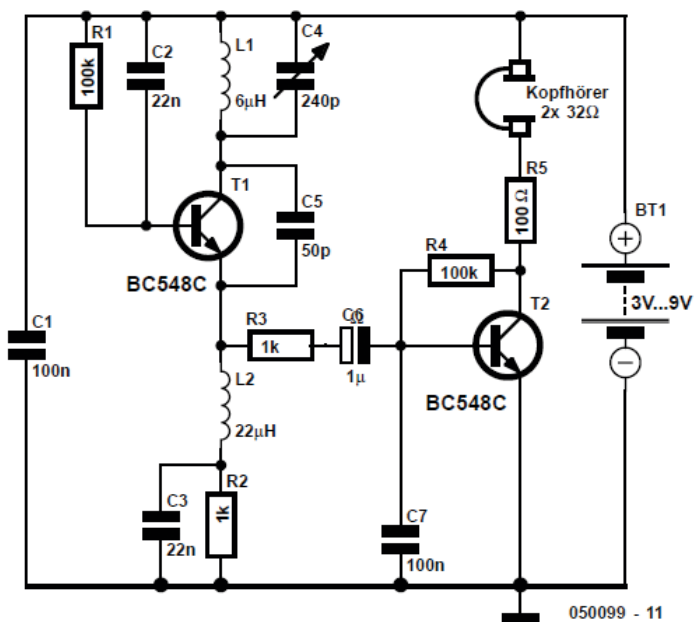 R1
100k
C2
22n
L1
6µH
C4
240p
Kopfhörer
2x 32Ω
T1
BC548C
C5
50p
R5
100 Ω
BT1
3V...9V
R4
100k
T2
BC548C
C1
100n
R3
1k
C6
Ω
1µ
L2
22µH
C3
22n
R2
1k
C7
100n
050099 - 11